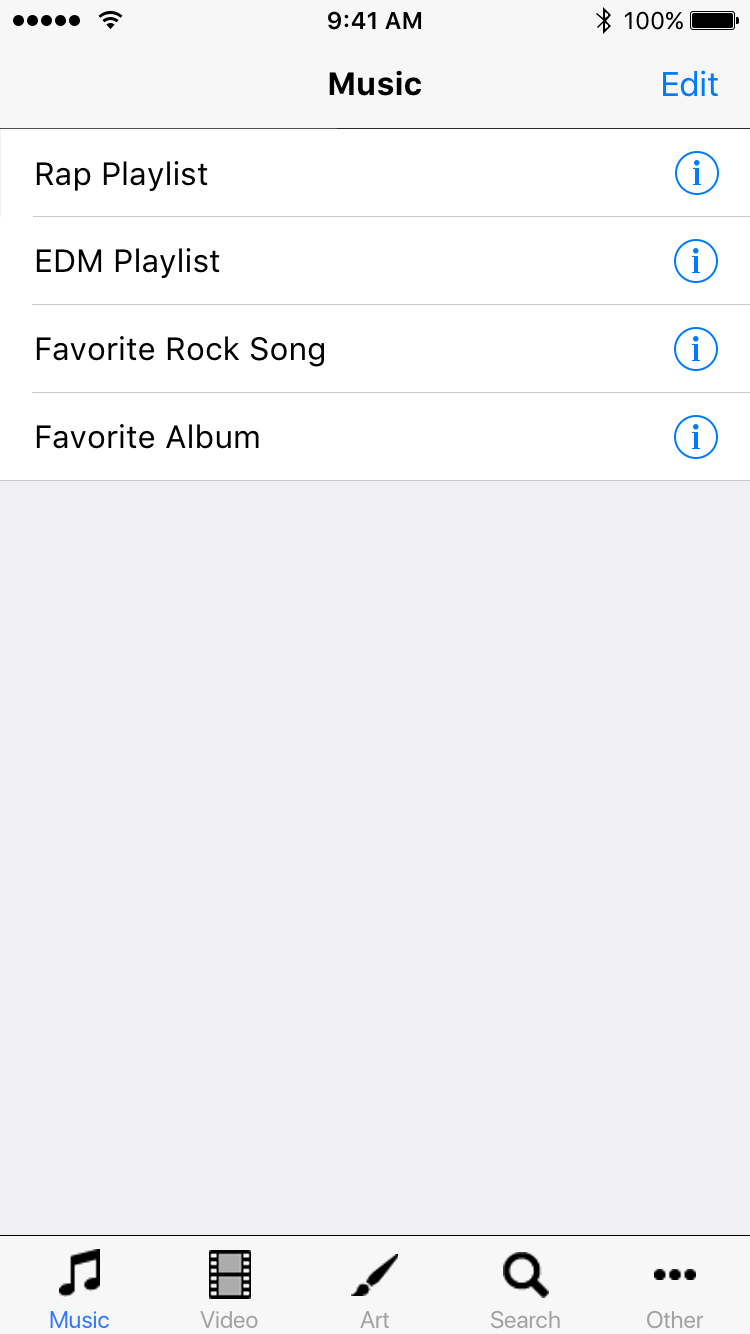 9:41 AM 100%
Music Edit
Rap Playlist
EDM Playlist
Favorite Rock Song
Favorite Album
Music Video Art Search Other